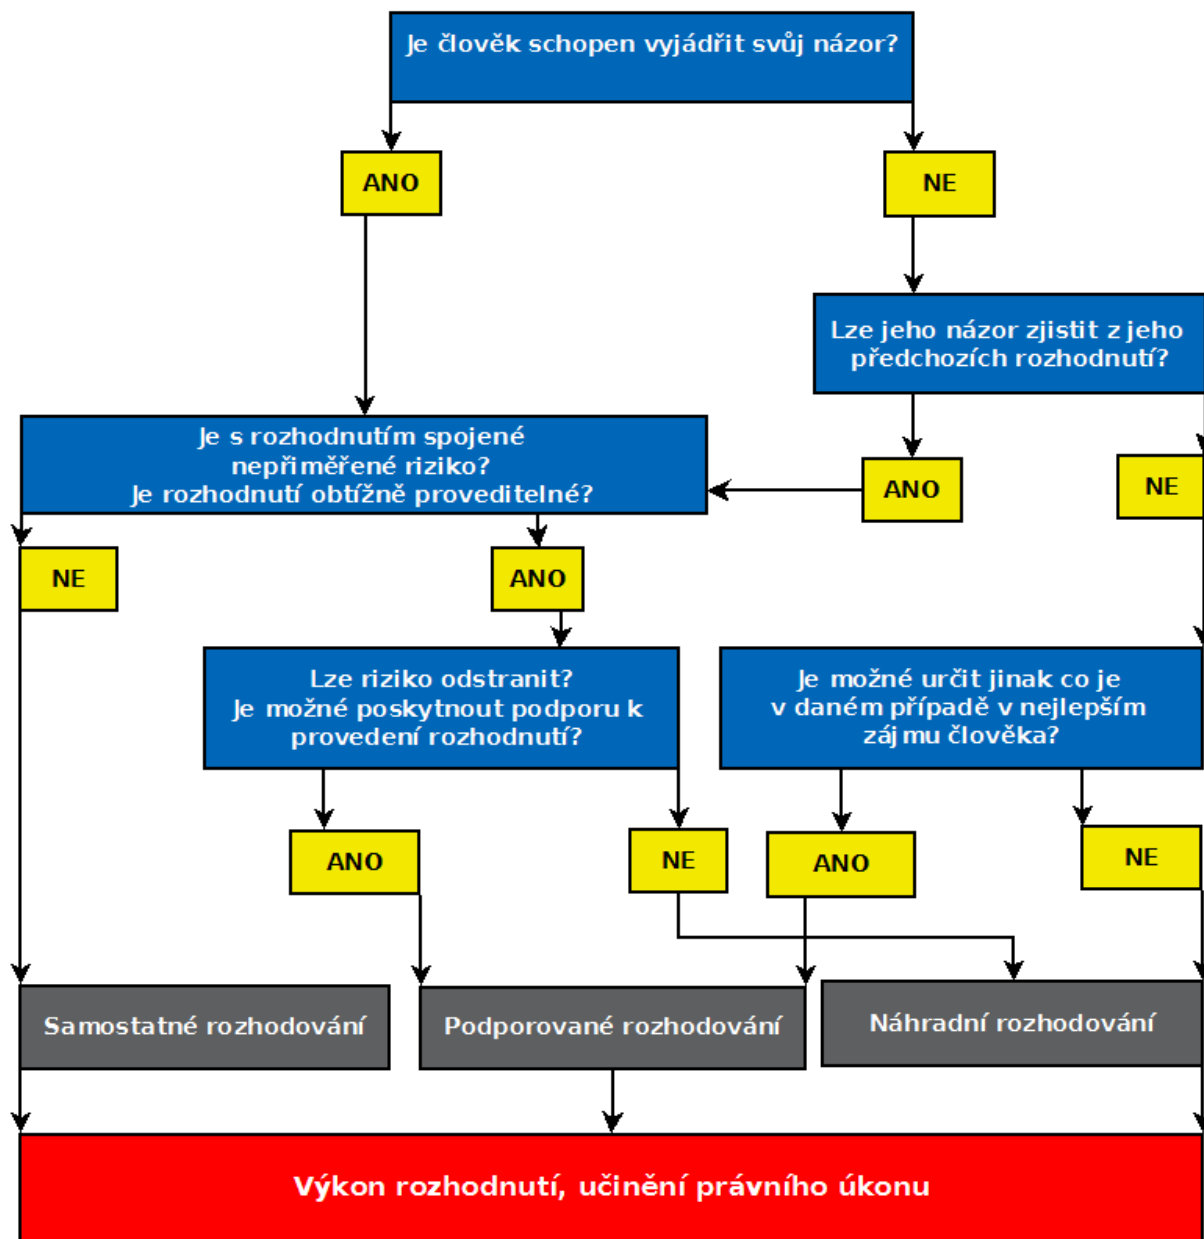 Je člověk schopen vyjádřit svůj názor?
ANO
NE
Lze jeho názor zjistit z jeho
předchozích rozhodnutí?
Je s rozhodnutím spojené
nepřiměřené riziko?
Je rozhodnutí obtížně proveditelné?
ANO
NE
NE
ANO
Lze riziko odstranit?
Je možné poskytnout podporu k
provedení rozhodnutí?
Je možné určit jinak co je
v daném případě v nejlepším
zájmu člověka?
ANO
NE
ANO
NE
Samostatné rozhodování
Podporované rozhodování
Náhradní rozhodování
Výkon rozhodnutí, učinění právního úkonu